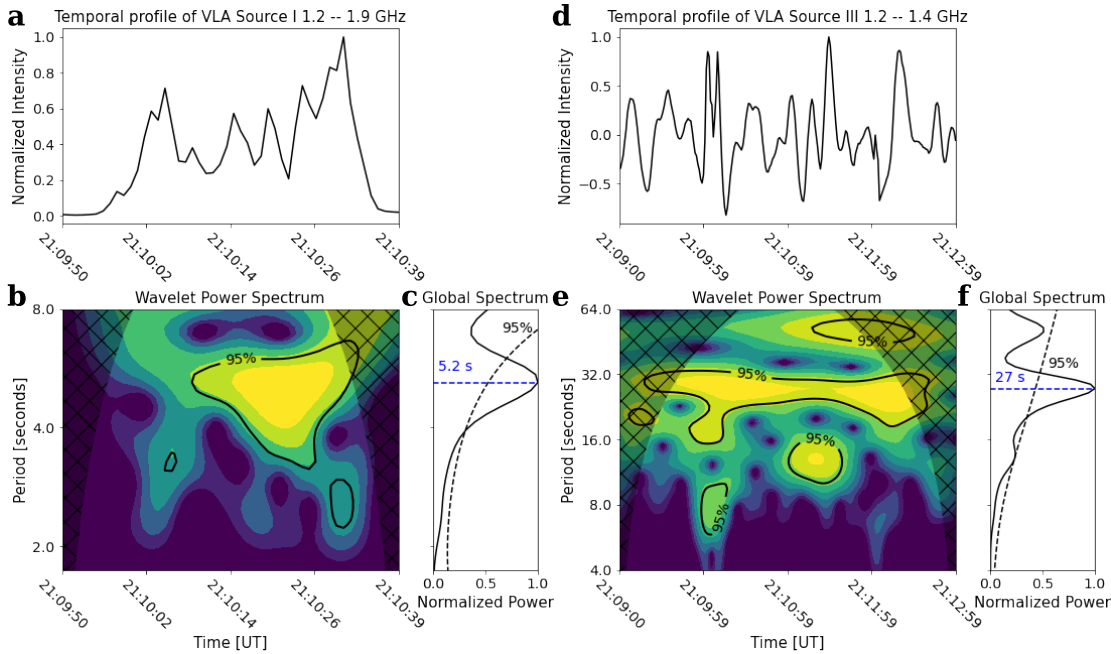 a
Temporal profile of VLA Source I 1.2 -- 1.9 GHz
Normalized Intensity
1.0
0.8
0.6
0.4
0.2
0.0
21:09:50
21:10:02
21:10:14
21:10:26
21:10:39
d
Temporal profile of VLA Source III 1.2 -- 1.4 GHz
Normalized Intensity
1.0
0.5
0.0
−0.5
21:09:00
21:09:59
21:10:59
21:11:59
21:12:59
b
Wavelet Power Spectrum
Period [seconds]
8.0
4.0
2.0
95%
21:09:50
21:10:02
21:10:14
21:10:26
21:10:39
Time [UT]
c
Global Spectrum
95%
5.2 s
0.0
0.5
1.0
Normalized Power
e
Wavelet Power Spectrum
Period [seconds]
64.0
32.0
16.0
8.0
4.0
95%
95%
95%
95%
21:09:00
21:09:59
21:10:59
21:11:59
21:12:59
Time [UT]
f
Global Spectrum
95%
27 s
0.0
0.5
1.0
Normalized Power